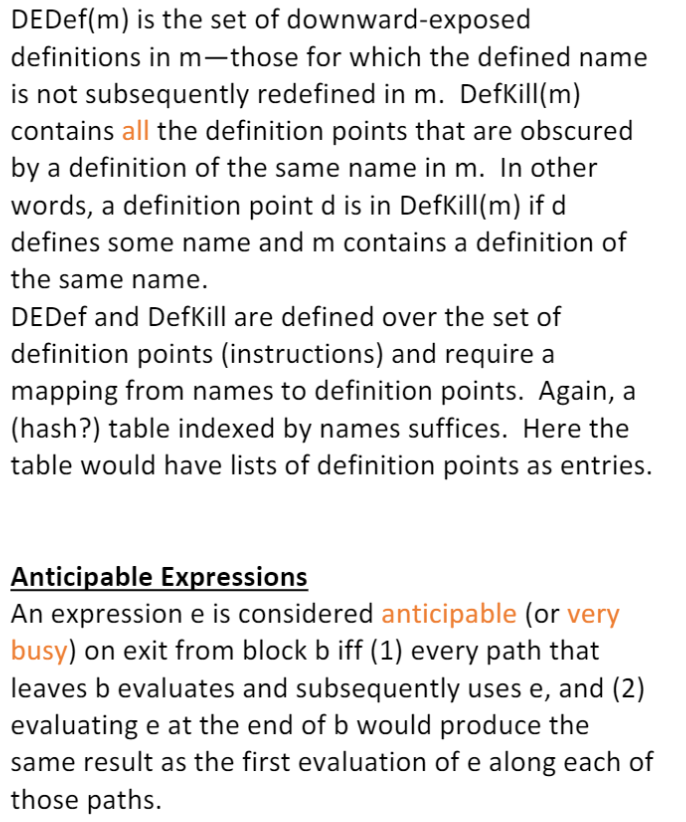 DEDef(m) is the set of downward-exposed
definitions in m—those for which the defined name
is not subsequently redefined in m.  DefKill(m)
contains all the definition points that are obscured
by a definition of the same name in m.  In other
words, a definition point d is in DefKill(m) if d
defines some name and m contains a definition of
the same name.
DEDef and DefKill are defined over the set of
definition points (instructions) and require a
mapping from names to definition points.  Again, a
(hash?) table indexed by names suffices.  Here the
table would have lists of definition points as entries.
Anticipable Expressions
An expression e is considered anticipable (or very
busy) on exit from block b iff (1) every path that
leaves b evaluates and subsequently uses e, and (2)
evaluating e at the end of b would produce the
same result as the first evaluation of e along each of
those paths.